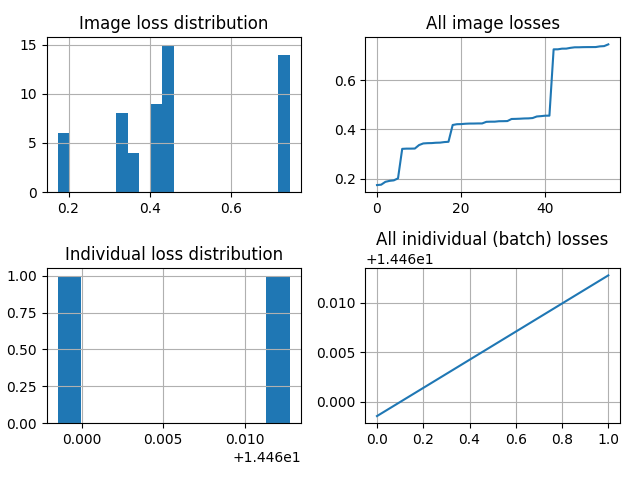 Image loss distribution
15
10
5
0
0.2 0.4 0.6
All image losses
0.6
0.4
0.2
0 20 40
Individual loss distribution
1.00
0.75
0.50
0.25
0.00
0.000 0.005 0.010
+1.446e1
All inidividual (batch) losses
+1.446e1
0.010
0.005
0.000
0.0 0.2 0.4 0.6 0.8 1.0